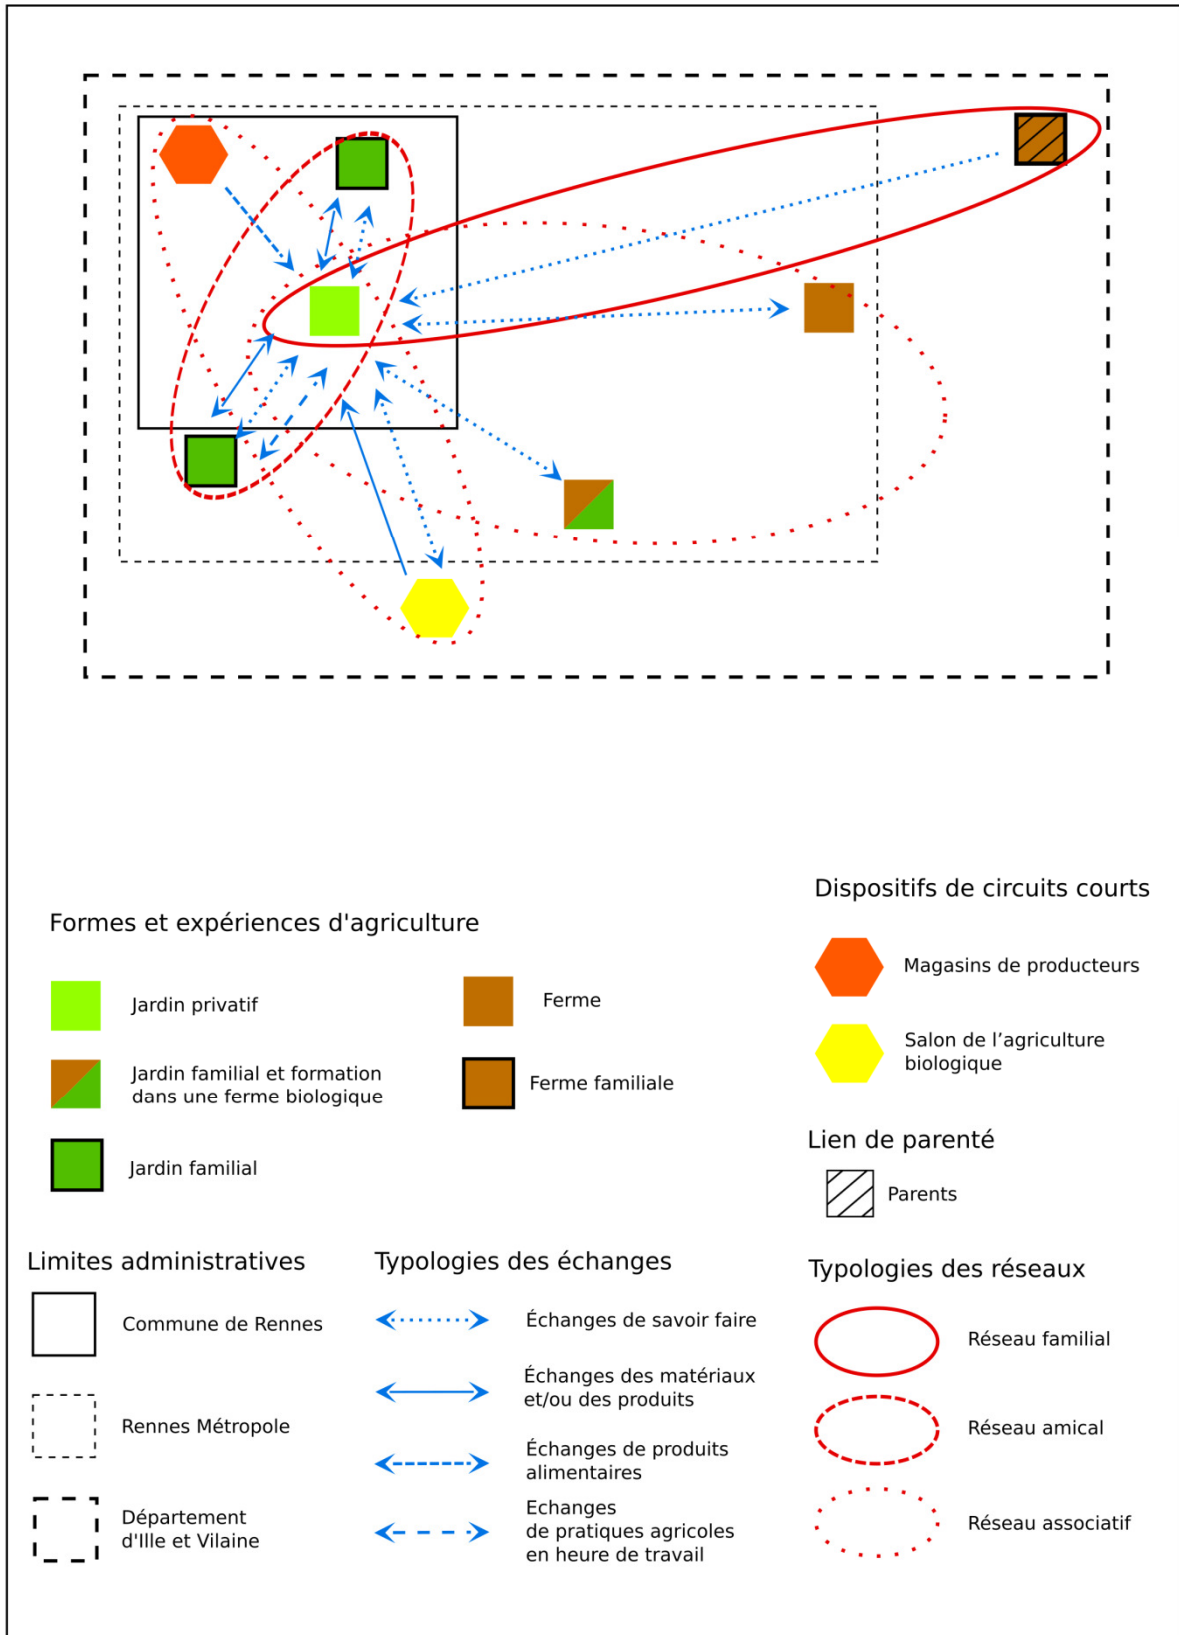 Formes et expériences d'agriculture
Jardin privatif
Jardin familial et formation
dans une ferme biologique
Jardin familial
Ferme
Ferme familiale
Dispositifs de circuits courts
Magasins de producteurs
Salon de l’agriculture
biologique
Lien de parenté
Parents
Limites administratives
Commune de Rennes
Rennes Métropole
Département
d'Ille et Vilaine
Typologies des échanges
Échanges de savoir faire
Échanges des matériaux
et/ou des produits
Échanges de produits
alimentaires
Echanges
de pratiques agricoles
en heure de travail
Typologies des réseaux
Réseau familial
Réseau amical
Réseau associatif